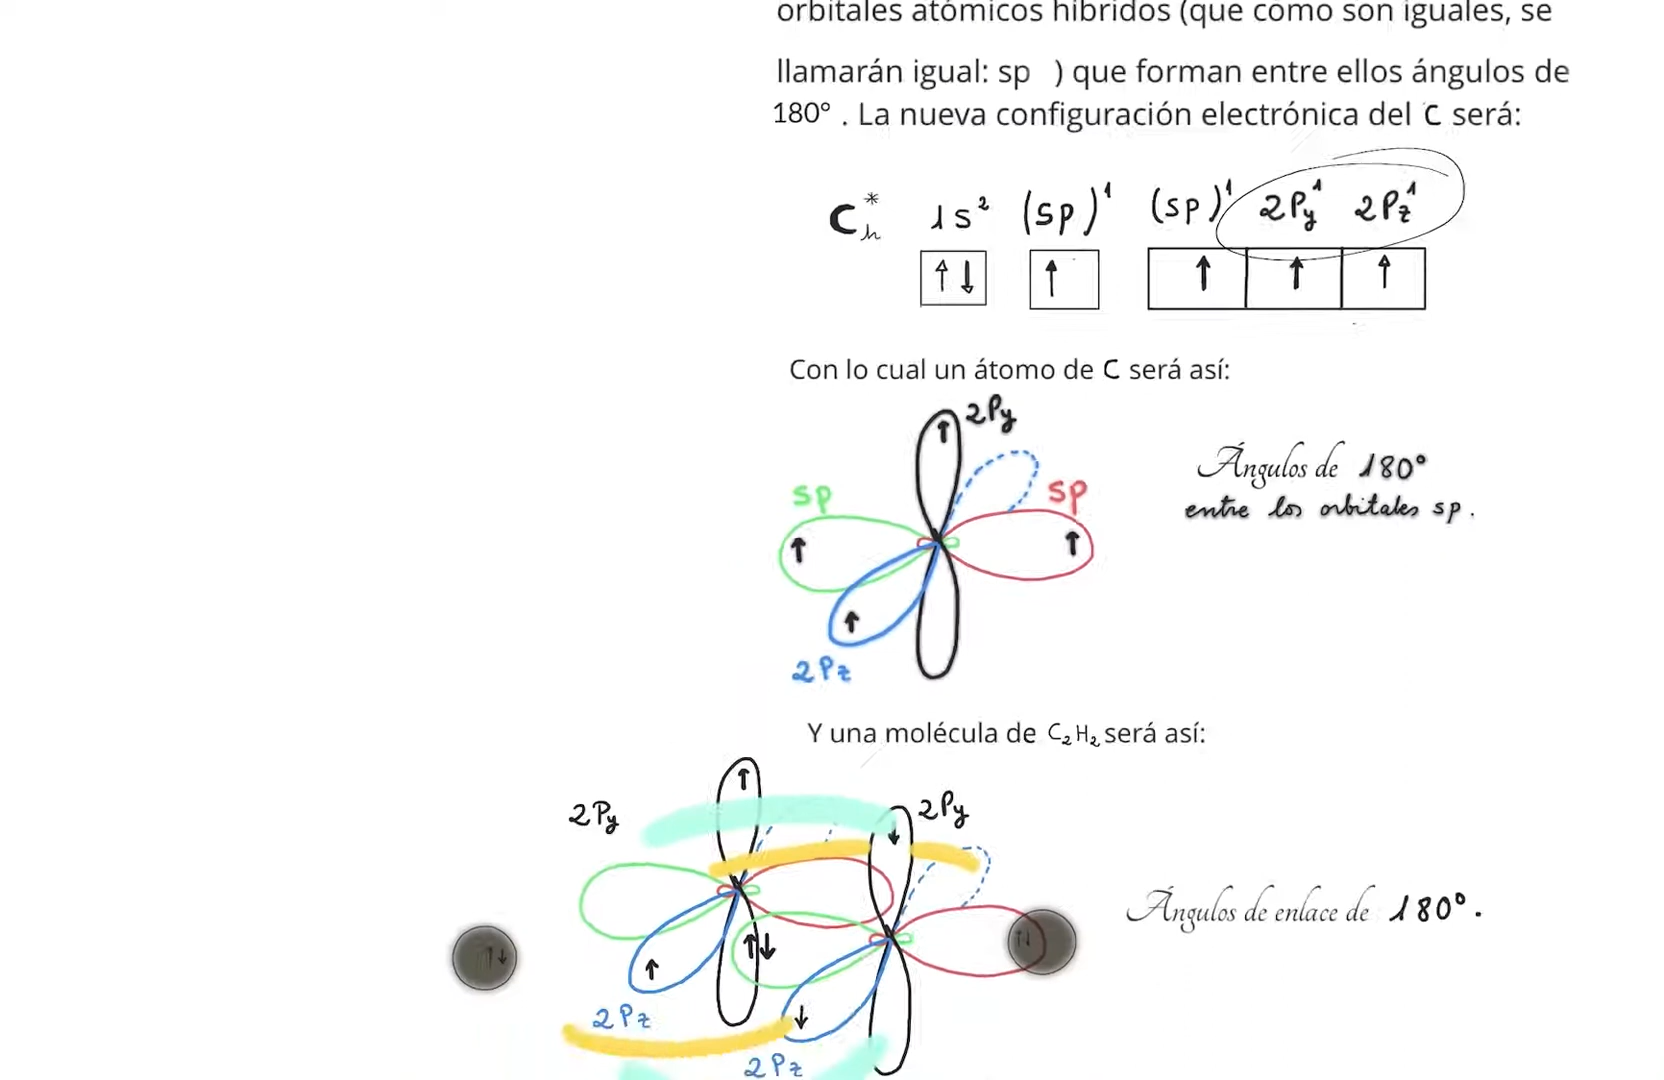 orbitales atómicos híbridos (que como son iguales, se
llamarán igual: sp ) que forman entre ellos ángulos de
180° . La nueva configuración electrónica del C será:
C*h 1s² (sp)¹ (sp)¹ 2Py¹ 2Pz¹
↑↓ ↑ ↑ ↑ ↑
Con lo cual un átomo de C será así:
2Py
↑
sp
sp
↑
↑
↑
2Pz
Ángulos de 180°
entre los orbitales sp.
Y una molécula de C₂H₂ será así:
↑
2Py
2Py
↓
↑↓
↑↓
↑↓
↑
2Pz
↓
2Pz
Ángulos de enlace de 180°.